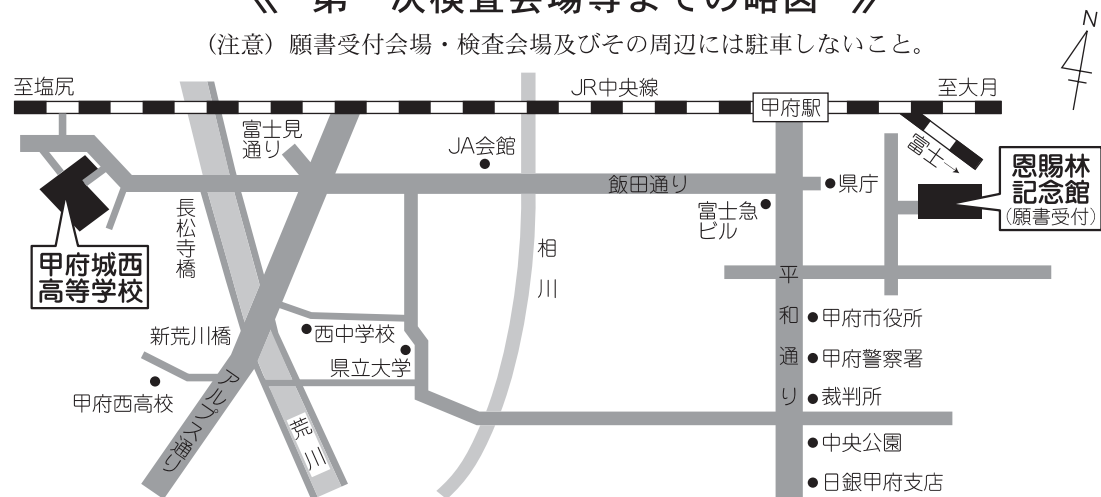 《 第一次検査会場等までの略図 》
（注意）願書受付会場・検査会場及びその周辺には駐車しないこと。
N
至塩尻
JR中央線
甲府駅
至大月
富士見
通り
JA会館
飯田通り
県庁
富士→
恩賜林
記念館
（願書受付）
富士急
ビル
長松寺橋
相川
甲府城西
高等学校
平和通り
新荒川橋
西中学校
県立大学
甲府市役所
甲府警察署
裁判所
甲府西高校
アルプス通り
荒川
中央公園
日銀甲府支店